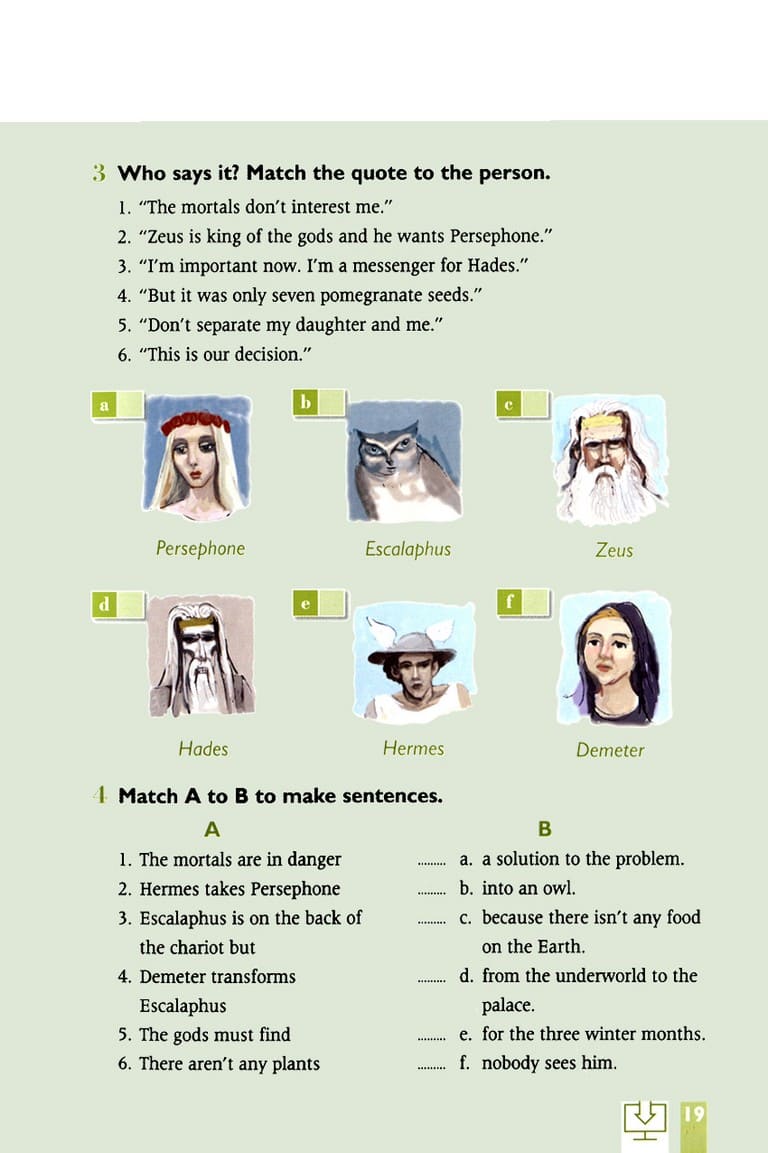 3 Who says it? Match the quote to the person.
1. “The mortals don’t interest me.”
2. “Zeus is king of the gods and he wants Persephone.”
3. “I’m important now. I’m a messenger for Hades.”
4. “But it was only seven pomegranate seeds.”
5. “Don’t separate my daughter and me.”
6. “This is our decision.”
a
b
c
Persephone
Escalaphus
Zeus
d
e
f
Hades
Hermes
Demeter
4 Match A to B to make sentences.
A
B
1. The mortals are in danger
......... a. a solution to the problem.
2. Hermes takes Persephone
......... b. into an owl.
3. Escalaphus is on the back of
the chariot but
......... c. because there isn’t any food
on the Earth.
4. Demeter transforms
Escalaphus
......... d. from the underworld to the
palace.
5. The gods must find
......... e. for the three winter months.
6. There aren’t any plants
......... f. nobody sees him.
19